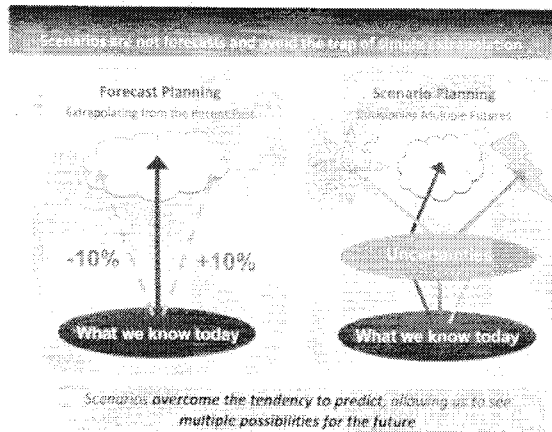 Scenarios are not forecasts and avoid the trap of simple extrapolation
Forecast Planning
Extrapolating from the Recent Past
Scenario Planning
Envisioning Multiple Futures
-10%
+10%
Uncertainties
What we know today
What we know today
Scenarios overcome the tendency to predict, allowing us to see
multiple possibilities for the future